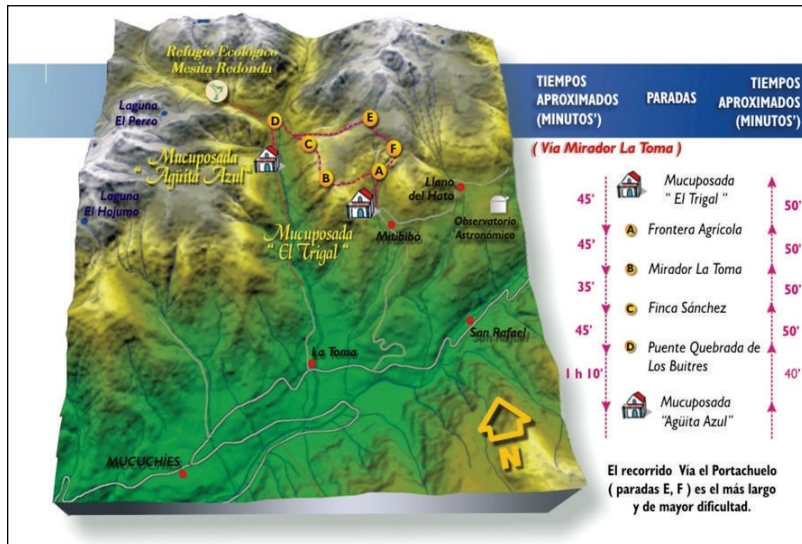 Refugio Ecológico
Mesita Redonda
Laguna
El Perro
D
E
C
F
Mucuposada
" Agüita Azul"
B
A
Llano
del Hato
Laguna
El Hojumo
Mucuposada
" El Trigal "
Mitibibó
Observatorio
Astronómico
La Toma
San Rafael
MUCUCHÍES
N
TIEMPOS
APROXIMADOS
(MINUTOS')
PARADAS
TIEMPOS
APROXIMADOS
(MINUTOS')
( Vía Mirador La Toma )
45'
Mucuposada
" El Trigal "
50'
A Frontera Agrícola
45'
50'
B Mirador La Toma
35'
50'
C Finca Sánchez
45'
50'
D Puente Quebrada de
Los Buitres
1 h 10'
40'
Mucuposada
"Agüita Azul"
El recorrido Vía el Portachuelo
( paradas E, F ) es el más largo
y de mayor dificultad.